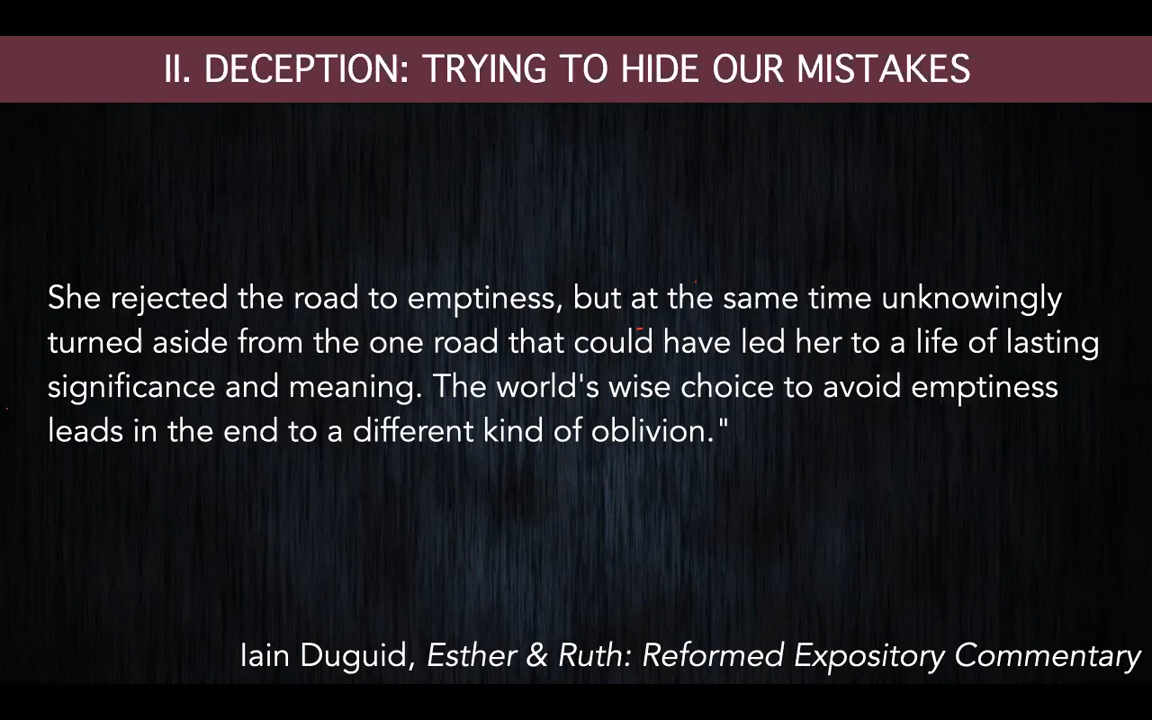 II. DECEPTION: TRYING TO HIDE OUR MISTAKES
She rejected the road to emptiness, but at the same time unknowingly
turned aside from the one road that could have led her to a life of lasting
significance and meaning. The world's wise choice to avoid emptiness
leads in the end to a different kind of oblivion."
Iain Duguid, Esther & Ruth: Reformed Expository Commentary